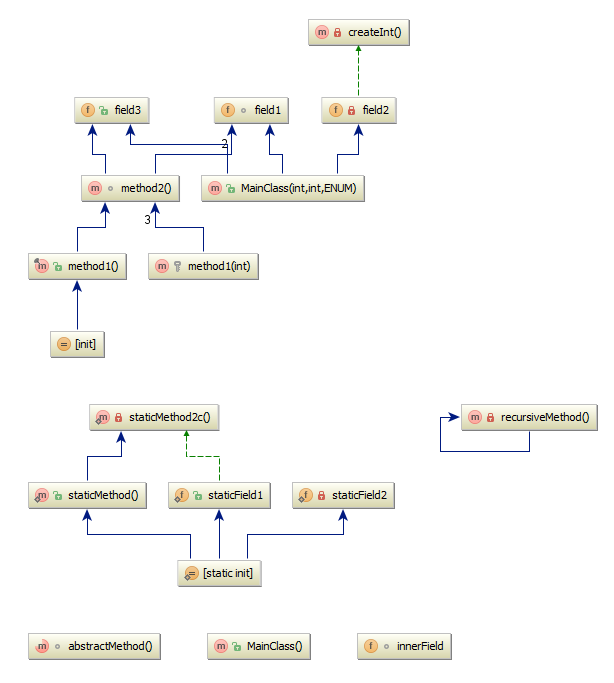 createInt()
field3
field1
field2
2
method2()
MainClass(int,int,ENUM)
3
method1()
method1(int)
[init]
staticMethod2c()
recursiveMethod()
staticMethod()
staticField1
staticField2
[static init]
abstractMethod()
MainClass()
innerField